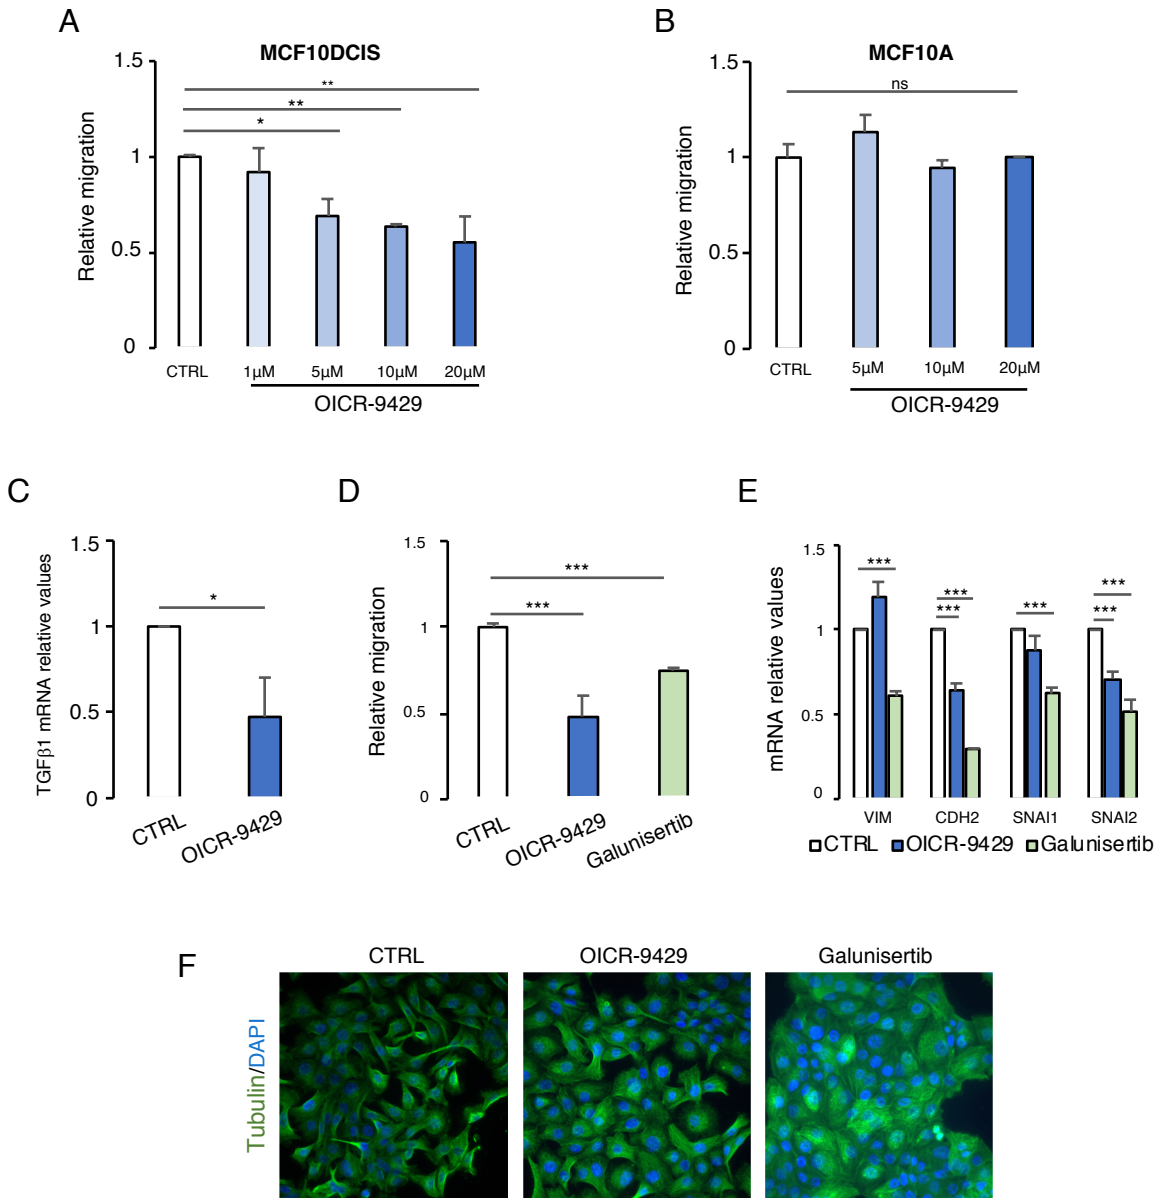 A
B
MCF10DCIS
MCF10A
1.5
1
0.5
0
Relative migration
**
**
*
CTRL
1µM
5µM
10µM
20µM
OICR-9429
1.5
1
0.5
0
Relative migration
ns
CTRL
5µM
10µM
20µM
OICR-9429
C
D
E
1.5
1
0.5
0
TGFβ1 mRNA relative values
*
CTRL
OICR-9429
1.5
1
0.5
0
Relative migration
***
***
CTRL
OICR-9429
Galunisertib
1.5
1
0.5
0
mRNA relative values
***
***
***
***
***
***
VIM
CDH2
SNAI1
SNAI2
CTRL OICR-9429 Galunisertib
F
CTRL
OICR-9429
Galunisertib
Tubulin/DAPI